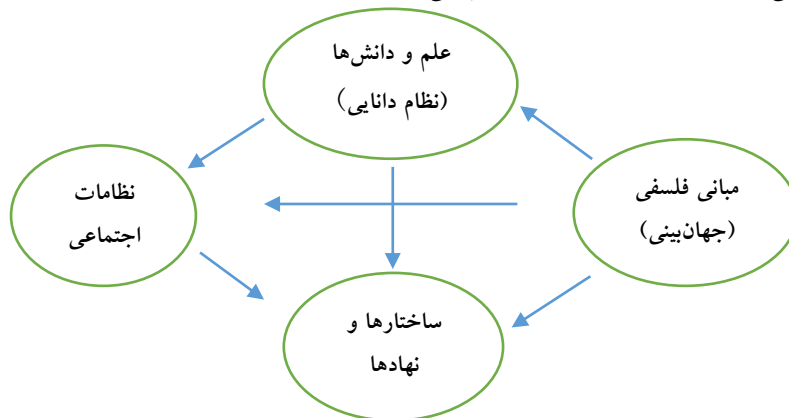 علم و دانش‌ها
(نظام دانایی)
مبانی فلسفی
(جهان‌بینی)
نظامات
اجتماعی
ساختارها و
نهادها